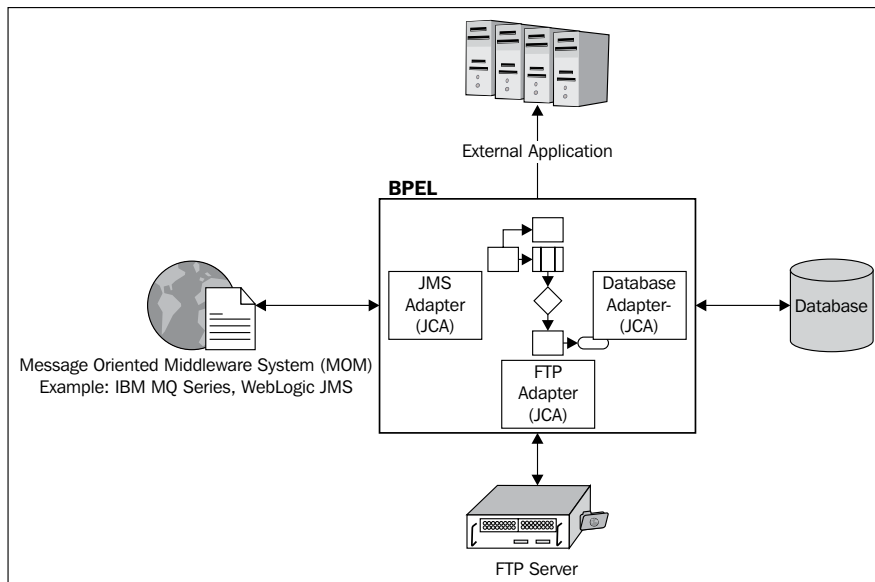 External Application
BPEL
JMS
Adapter
(JCA)
Database
Adapter-
(JCA)
FTP
Adapter
(JCA)
Database
Message Oriented Middleware System (MOM)
Example: IBM MQ Series, WebLogic JMS
FTP Server